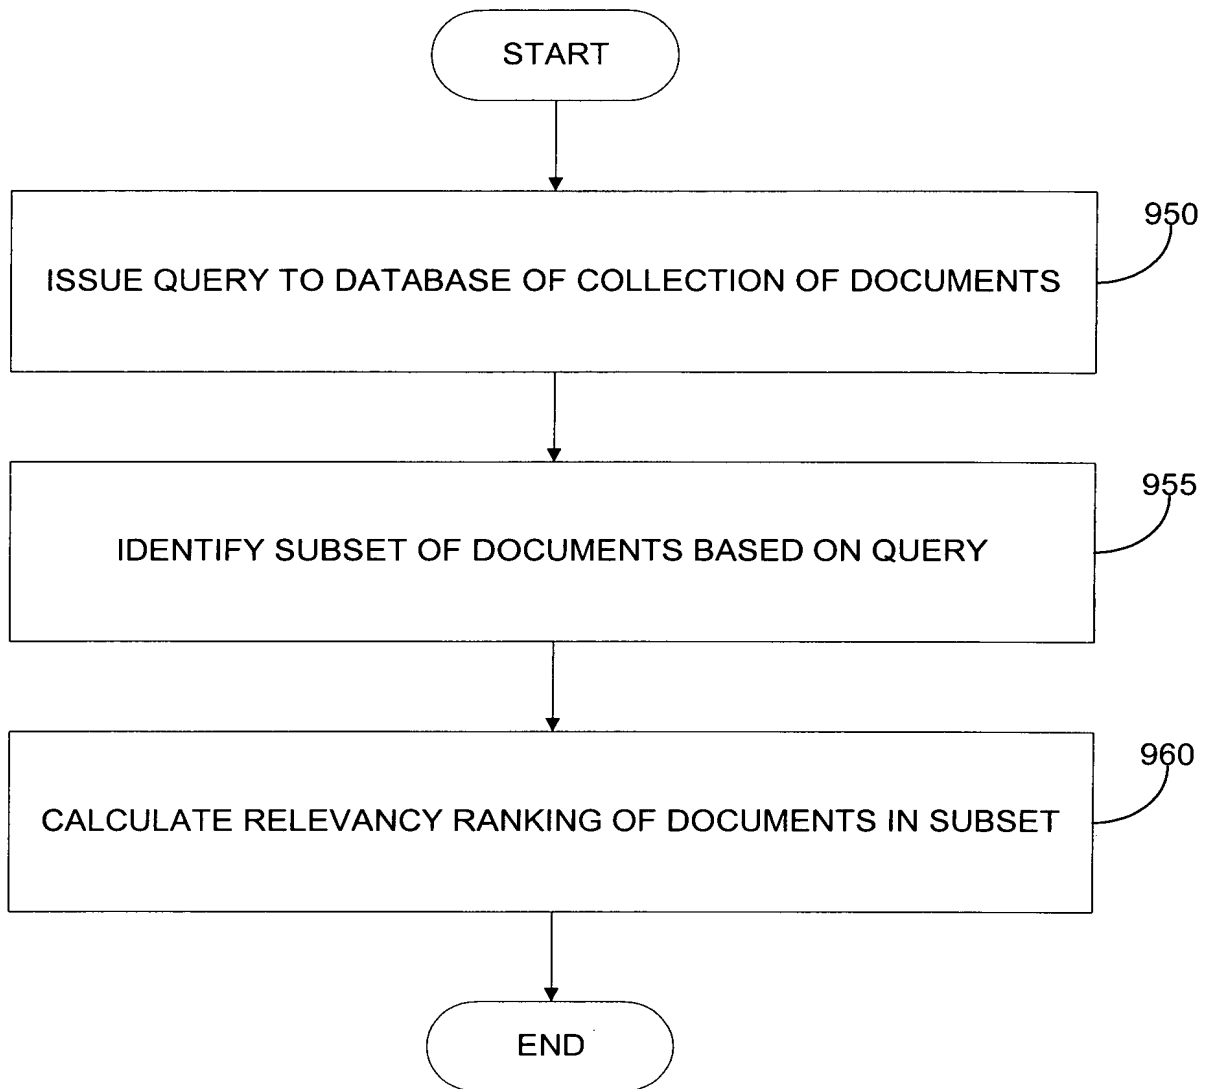 START
950
ISSUE QUERY TO DATABASE OF COLLECTION OF DOCUMENTS
955
IDENTIFY SUBSET OF DOCUMENTS BASED ON QUERY
960
CALCULATE RELEVANCY RANKING OF DOCUMENTS IN SUBSET
END